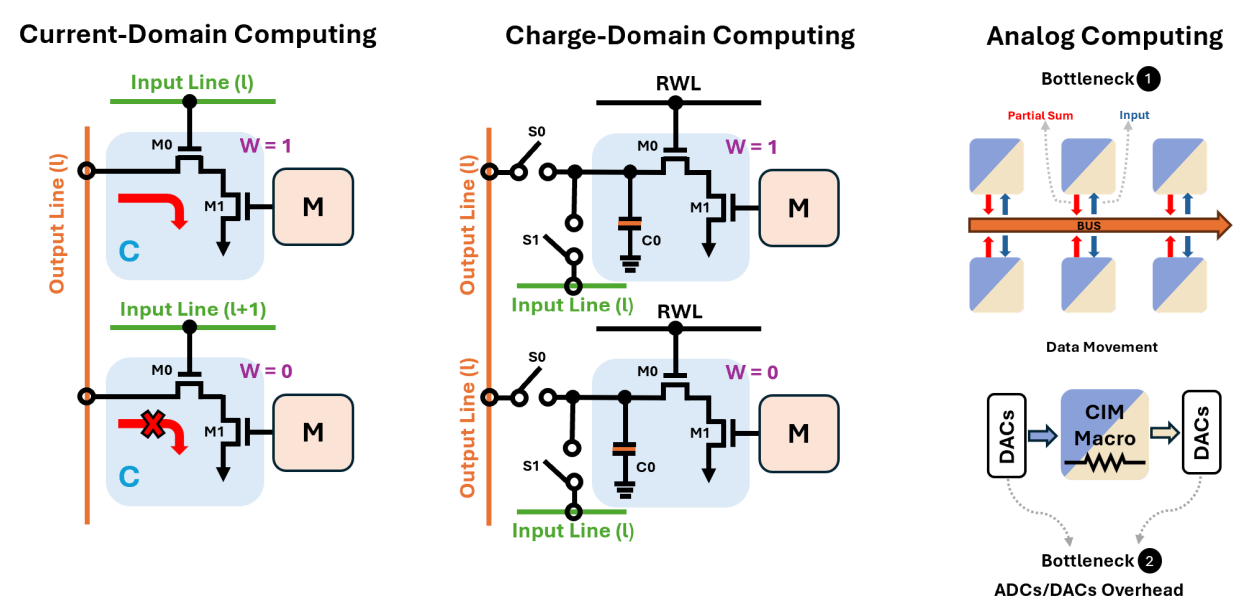 Current-Domain Computing
Input Line (l)
Output Line (l)
M0
W = 1
M1
M
C
Input Line (l+1)
M0
W = 0
M1
M
C
Charge-Domain Computing
RWL
Output Line (l)
S0
M0
W = 1
M1
M
S1
C0
Input Line (l)
RWL
Output Line (l)
S0
M0
W = 0
M1
M
S1
C0
Input Line (l)
Analog Computing
Bottleneck 1
Partial Sum
Input
BUS
Data Movement
DACs
CIM
Macro
DACs
Bottleneck 2
ADCs/DACs Overhead